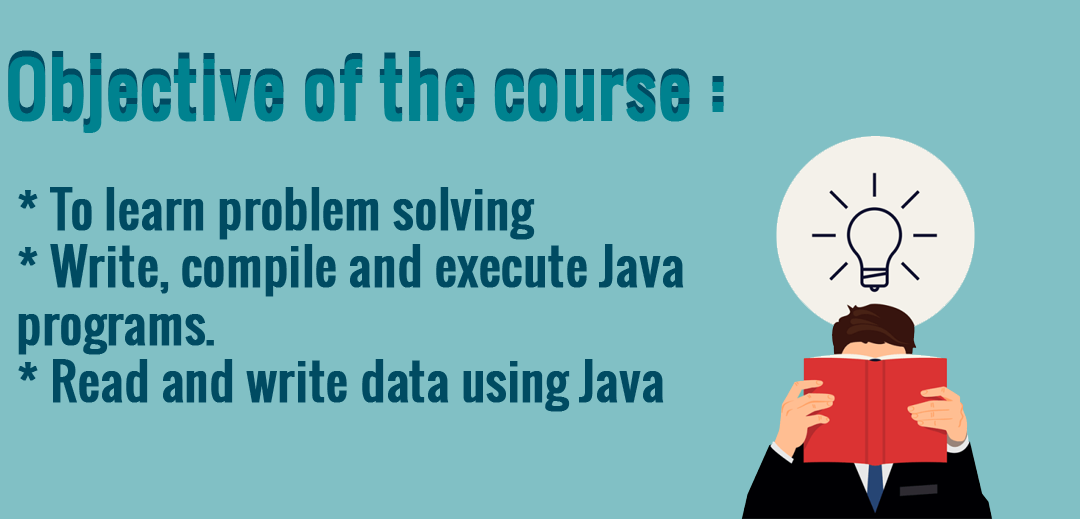 Objective of the course :
* To learn problem solving
* Write, compile and execute Java
programs.
* Read and write data using Java